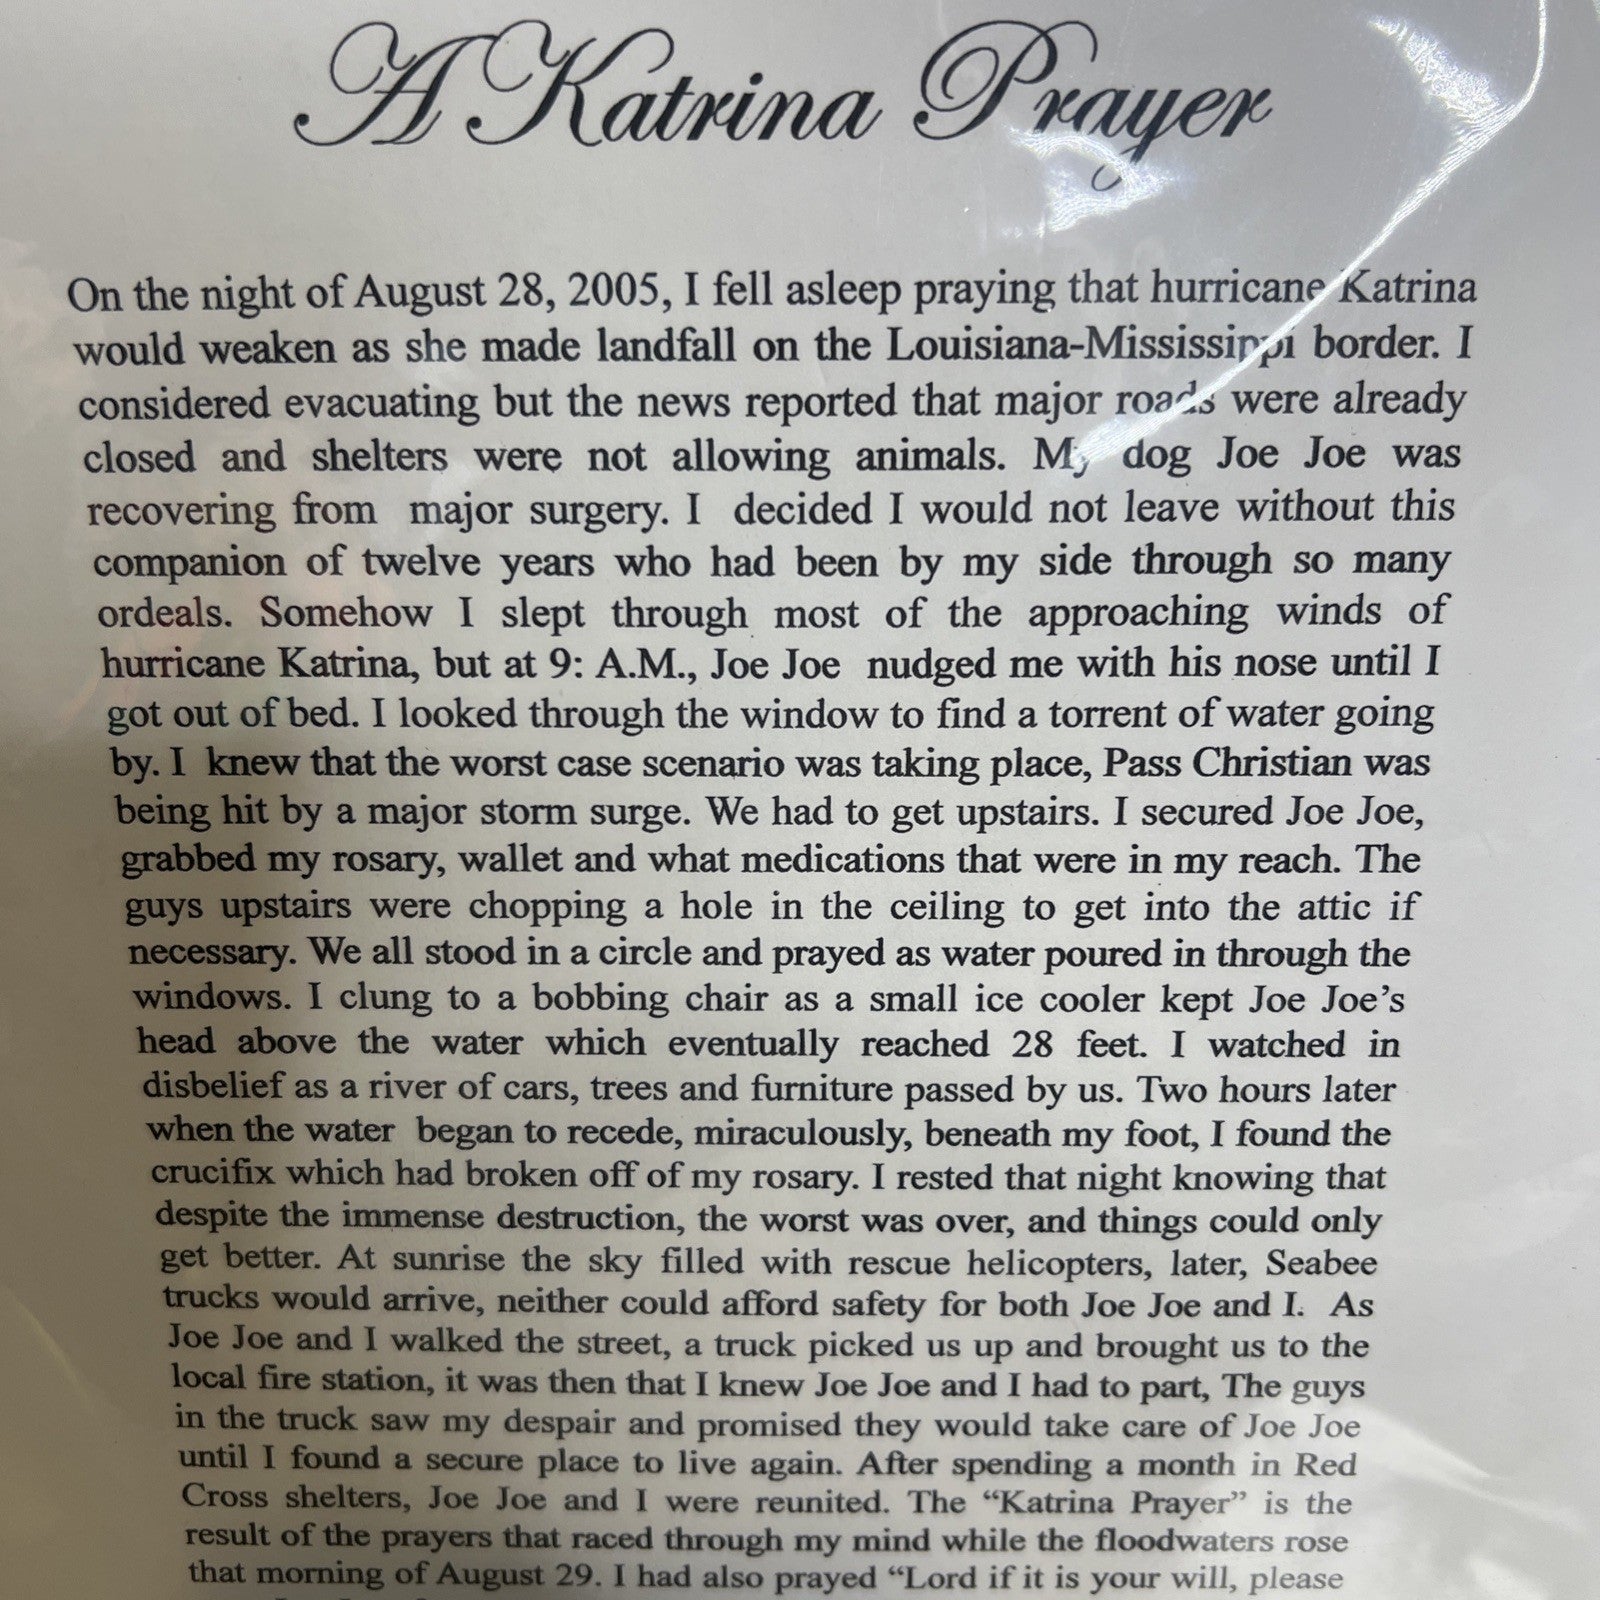 A Katrina Prayer
On the night of August 28, 2005, I fell asleep praying that hurricane Katrina
would weaken as she made landfall on the Louisiana-Mississippi border. I
considered evacuating but the news reported that major roads were already
closed and shelters were not allowing animals. My dog Joe Joe was
recovering from major surgery. I decided I would not leave without this
companion of twelve years who had been by my side through so many
ordeals. Somehow I slept through most of the approaching winds of
hurricane Katrina, but at 9: A.M., Joe Joe nudged me with his nose until I
got out of bed. I looked through the window to find a torrent of water going
by. I knew that the worst case scenario was taking place, Pass Christian was
being hit by a major storm surge. We had to get upstairs. I secured Joe Joe,
grabbed my rosary, wallet and what medications that were in my reach. The
guys upstairs were chopping a hole in the ceiling to get into the attic if
necessary. We all stood in a circle and prayed as water poured in through the
windows. I clung to a bobbing chair as a small ice cooler kept Joe Joe’s
head above the water which eventually reached 28 feet. I watched in
disbelief as a river of cars, trees and furniture passed by us. Two hours later
when the water began to recede, miraculously, beneath my foot, I found the
crucifix which had broken off of my rosary. I rested that night knowing that
despite the immense destruction, the worst was over, and things could only
get better. At sunrise the sky filled with rescue helicopters, later, Seabee
trucks would arrive, neither could afford safety for both Joe Joe and I. As
Joe Joe and I walked the street, a truck picked us up and brought us to the
local fire station, it was then that I knew Joe Joe and I had to part, The guys
in the truck saw my despair and promised they would take care of Joe Joe
until I found a secure place to live again. After spending a month in Red
Cross shelters, Joe Joe and I were reunited. The “Katrina Prayer” is the
result of the prayers that raced through my mind while the floodwaters rose
that morning of August 29. I had also prayed “Lord if it is your will, please